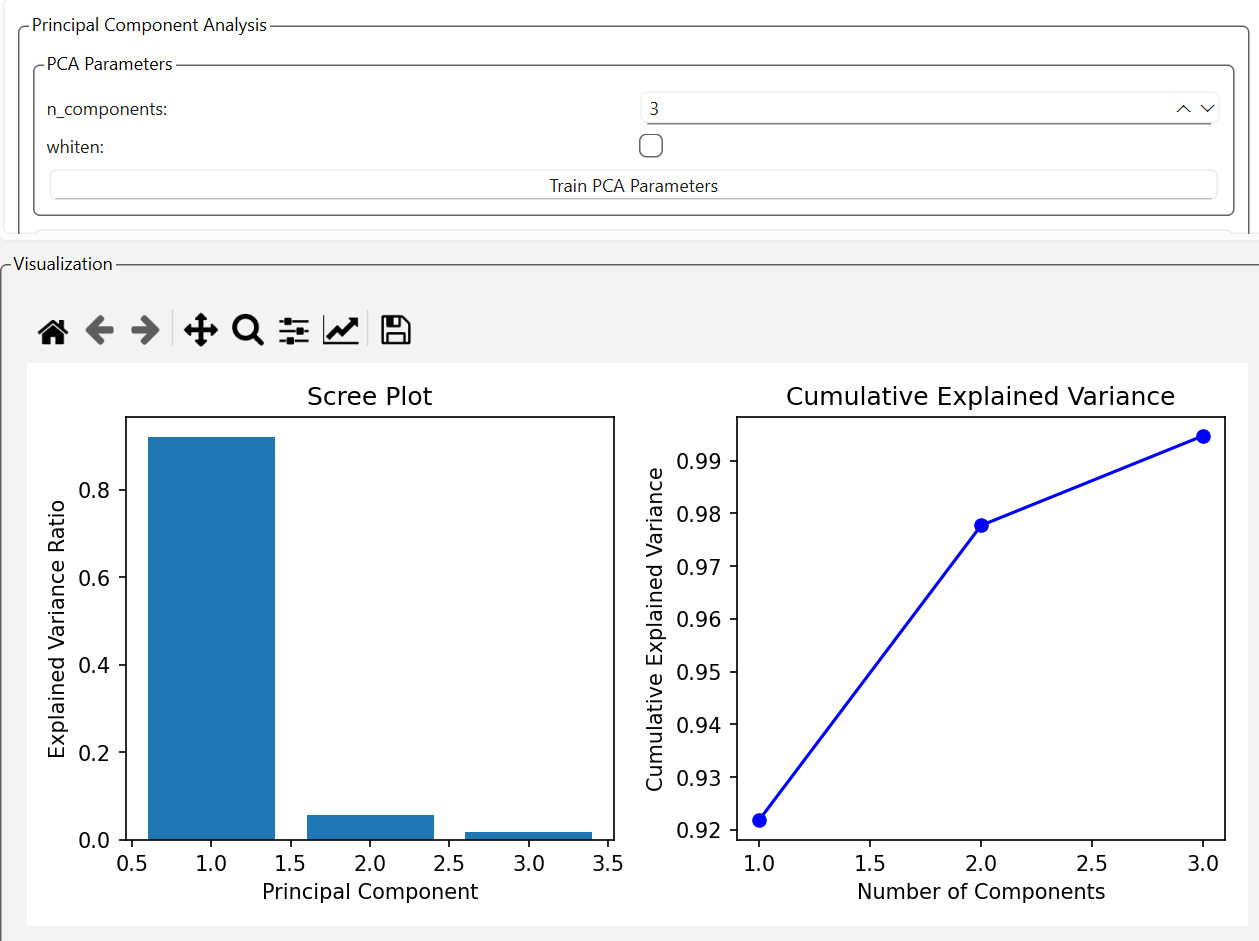 Principal Component Analysis
PCA Parameters
n_components:
3
whiten:
Train PCA Parameters
Visualization
Scree Plot
Explained Variance Ratio
0.8
0.6
0.4
0.2
0.0
0.5 1.0 1.5 2.0 2.5 3.0 3.5
Principal Component
Cumulative Explained Variance
Cumulative Explained Variance
0.99
0.98
0.97
0.96
0.95
0.94
0.93
0.92
1.0 1.5 2.0 2.5 3.0
Number of Components